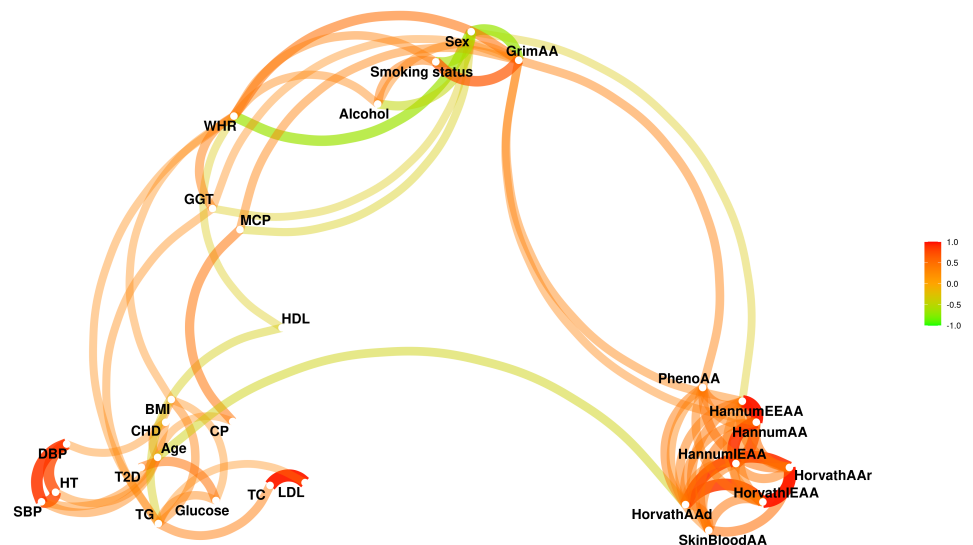 Sex
GrimAA
Smoking status
Alcohol
WHR
GGT
MCP
1.0
0.5
0.0
-0.5
-1.0
HDL
PhenoAA
BMI
HannumEEAA
CHD
CP
HannumAA
Age
DBP
HannumIEAA
T2D
HorvathAAr
HT
TC
LDL
HorvathIEAA
SBP
TG
Glucose
HorvathAAd
SkinBloodAA